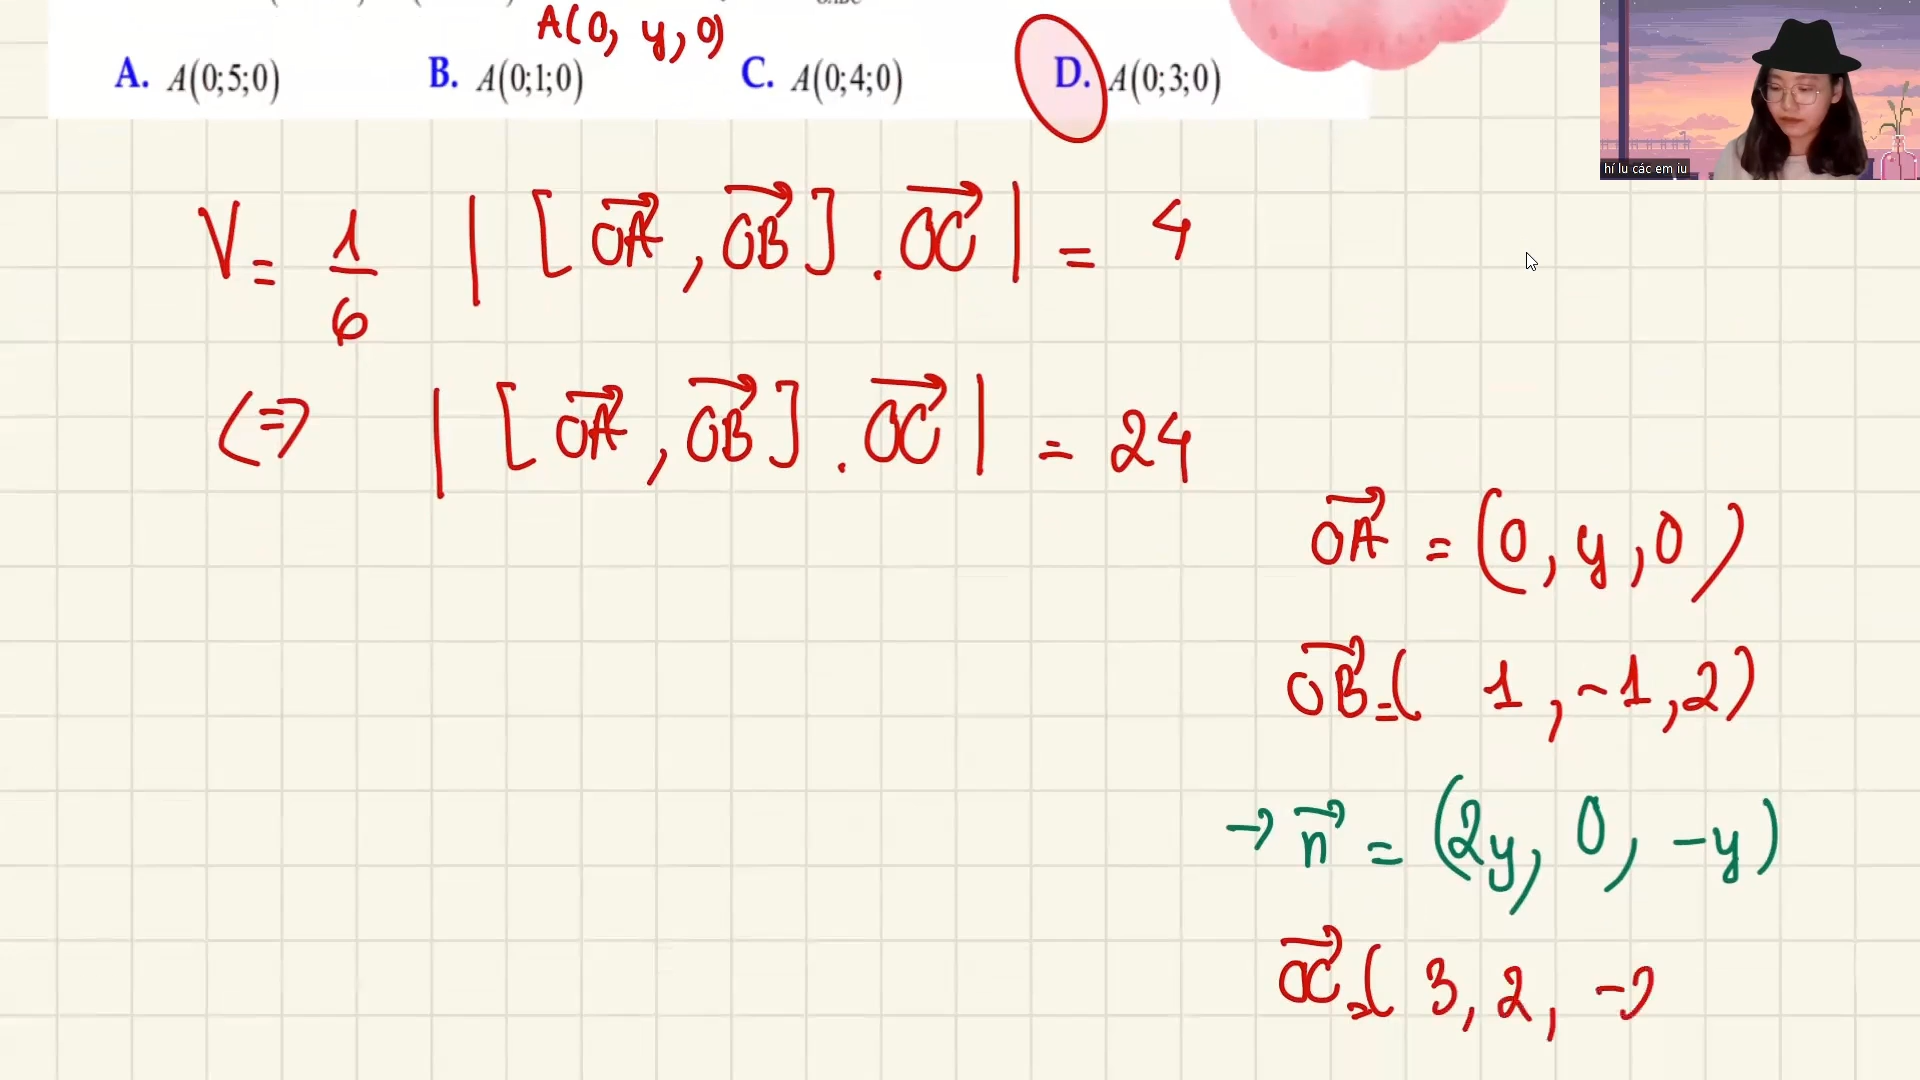 A(0, y, 0)
A. A(0;5;0) B. A(0;1;0) C. A(0;4;0) D. A(0;3;0)
hí lu các em iu
V = 1/6 | [OA⃗, OB⃗] . OC⃗ | = 4
<=> | [OA⃗, OB⃗] . OC⃗ | = 24
OA⃗ = (0, y, 0)
OB⃗ = (1, -1, 2)
→ n⃗ = (2y, 0, -y)
OC⃗ = (3, 2, -